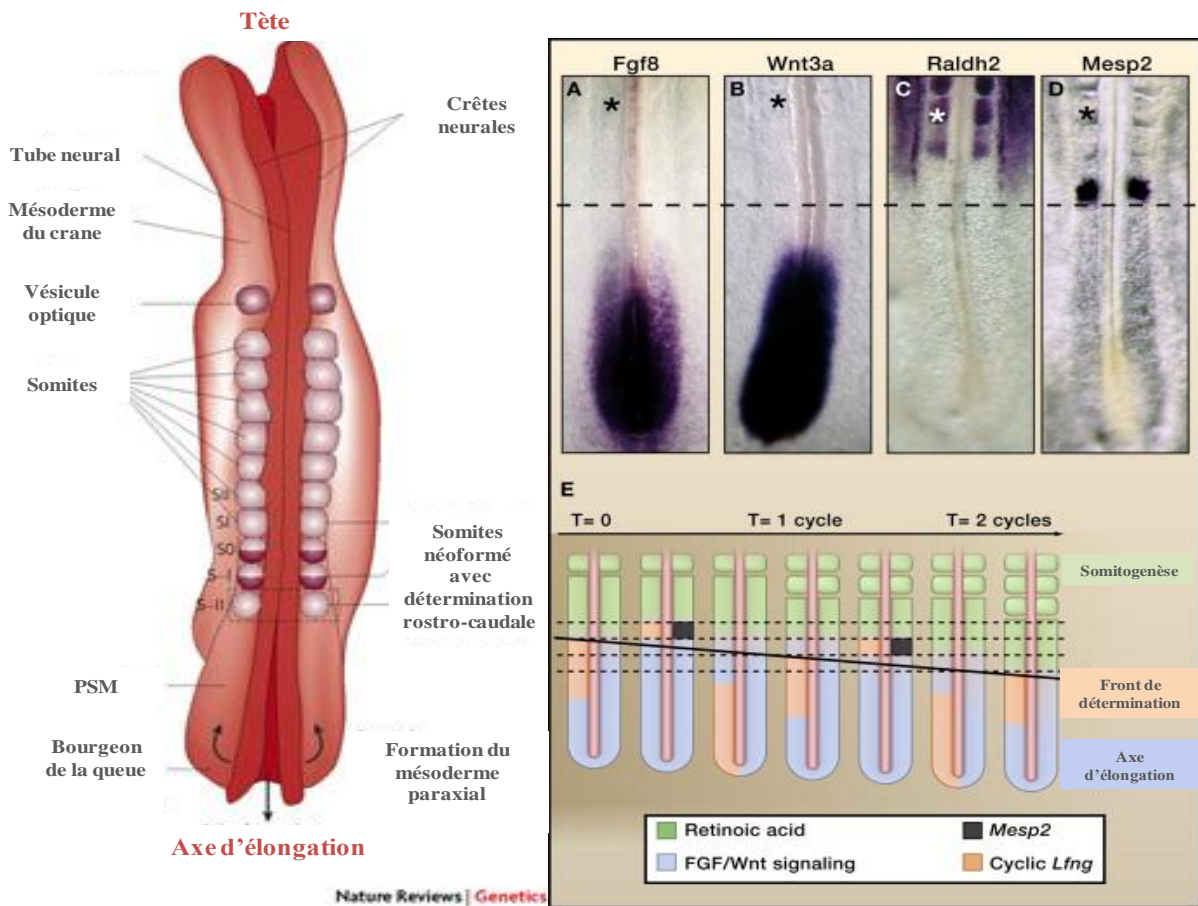 Tète
Crêtes
neurales
Tube neural
Mésoderme
du crane
Vésicule
optique
Somites
SII
SI
S0
S-I
S-II
Somites
néoformé
avec
détermination
rostro-caudale
PSM
Bourgeon
de la queue
Formation du
mésoderme
paraxial
Axe d'élongation
Nature Reviews | Genetics
Fgf8 Wnt3a Raldh2 Mesp2
A B C D
* * * *
E
T= 0 T= 1 cycle T= 2 cycles
Somitogenèse
Front de
détermination
Axe
d'élongation
Retinoic acid Mesp2
FGF/Wnt signaling Cyclic Lfng